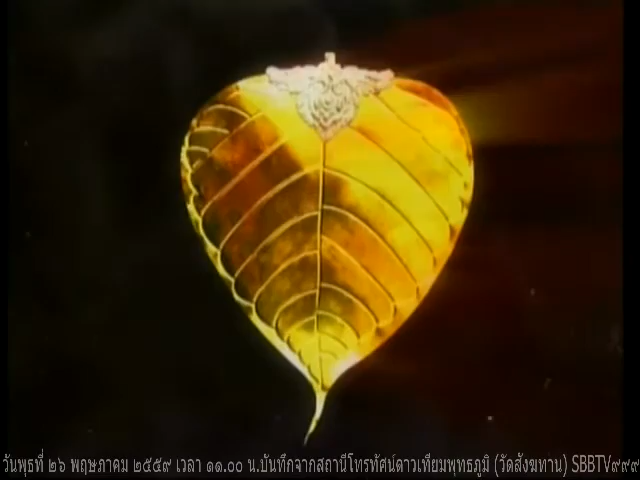 วันพุธที่ ๒๖ พฤษภาคม ๒๕๕๙ เวลา ๑๑.๐๐ น.บันทึกจากสถานีโทรทัศน์ดาวเทียมพุทธภูมิ (วัดสังฆทาน) SBBTV๙๙๙